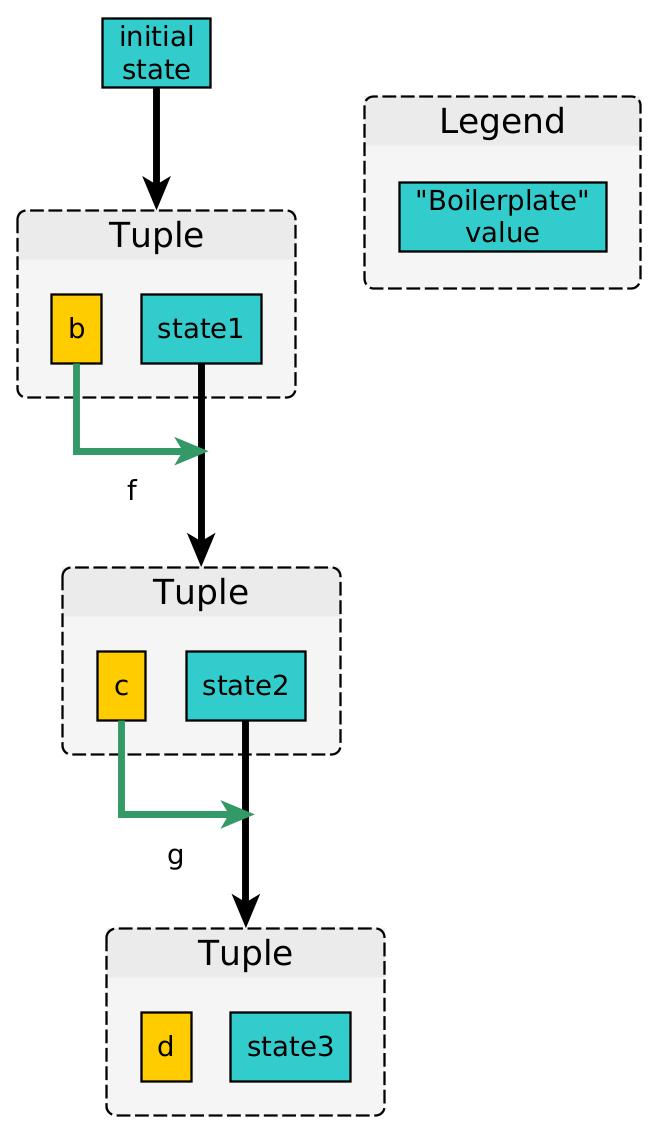 initial
state
Legend
"Boilerplate"
value
Tuple
b
state1
f
Tuple
c
state2
g
Tuple
d
state3